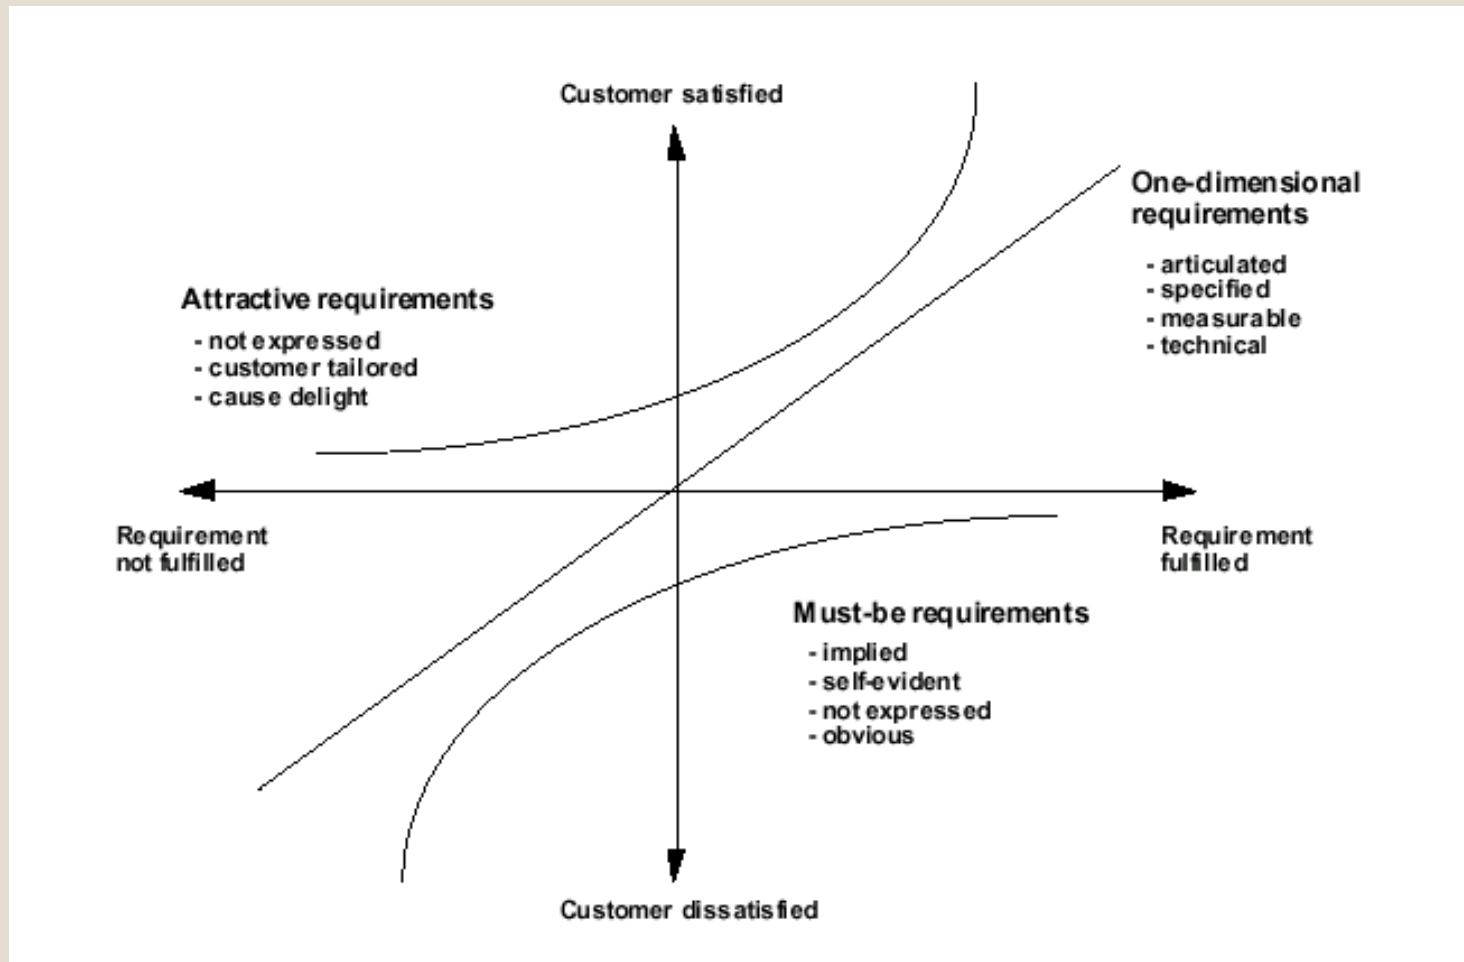 Customer satisfied
One-dimensional
requirements
- articulated
- specified
- measurable
- technical
Attractive requirements
- not expressed
- customer tailored
- cause delight
Requirement
not fulfilled
Requirement
fulfilled
Must-be requirements
- implied
- self-evident
- not expressed
- obvious
Customer dissatisfied